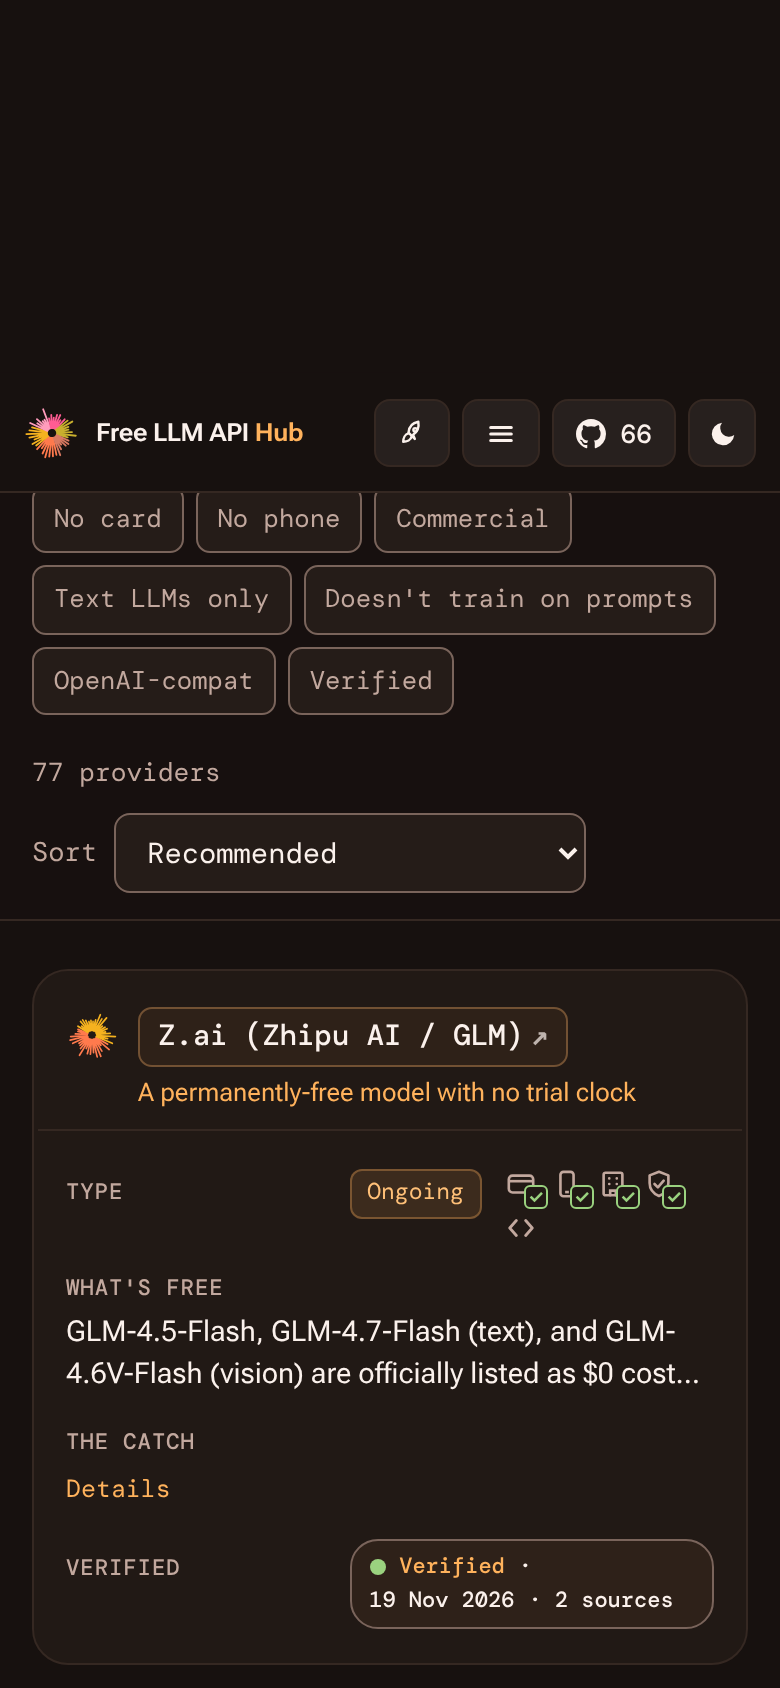 Free LLM API Hub
66
No card
No phone
Commercial
Text LLMs only
Doesn't train on prompts
OpenAI-compat
Verified
77 providers
Sort
Recommended
Z.ai (Zhipu AI / GLM) ↗
A permanently-free model with no trial clock
TYPE
Ongoing
WHAT'S FREE
GLM-4.5-Flash, GLM-4.7-Flash (text), and GLM-
4.6V-Flash (vision) are officially listed as $0 cost...
THE CATCH
Details
VERIFIED
Verified ·
19 Nov 2026 · 2 sources